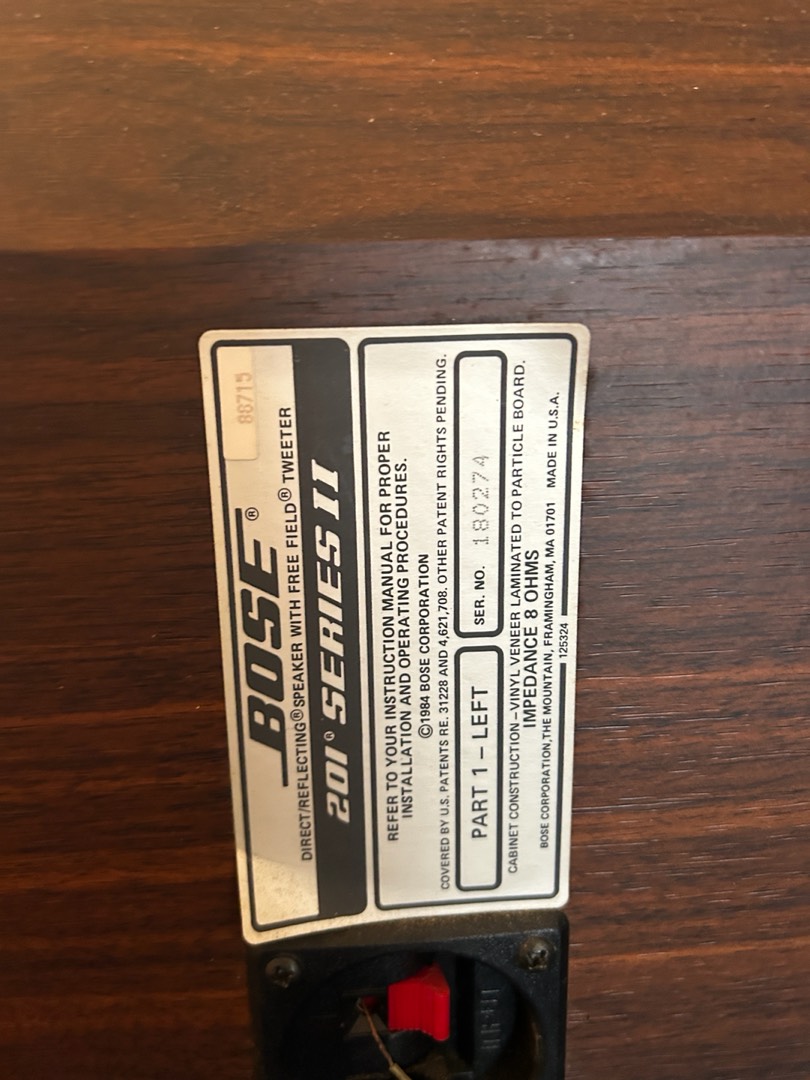 88715
BOSE®
DIRECT/REFLECTING® SPEAKER WITH FREE FIELD® TWEETER
201® SERIES II
REFER TO YOUR INSTRUCTION MANUAL FOR PROPER
INSTALLATION AND OPERATING PROCEDURES.
©1984 BOSE CORPORATION
COVERED BY U.S. PATENTS RE. 31228 AND 4,621,708. OTHER PATENT RIGHTS PENDING.
PART 1 – LEFT SER. NO. 180274
CABINET CONSTRUCTION – VINYL VENEER LAMINATED TO PARTICLE BOARD.
IMPEDANCE 8 OHMS
BOSE CORPORATION, THE MOUNTAIN, FRAMINGHAM, MA 01701 MADE IN U.S.A.
125324